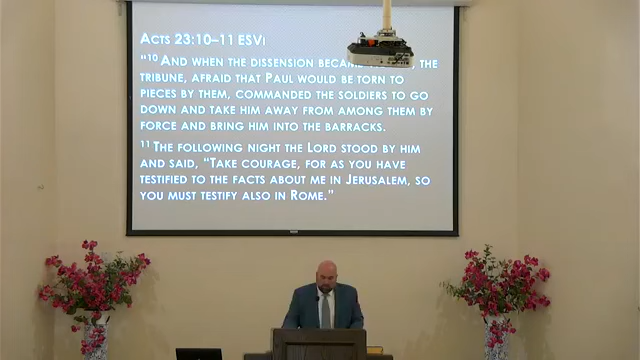 Acts 23:10–11 ESVi
“10 And when the dissension became, the
tribune, afraid that Paul would be torn to
pieces by them, commanded the soldiers to go
down and take him away from among them by
force and bring him into the barracks.
11 The following night the Lord stood by him
and said, “Take courage, for as you have
testified to the facts about me in Jerusalem, so
you must testify also in Rome.”